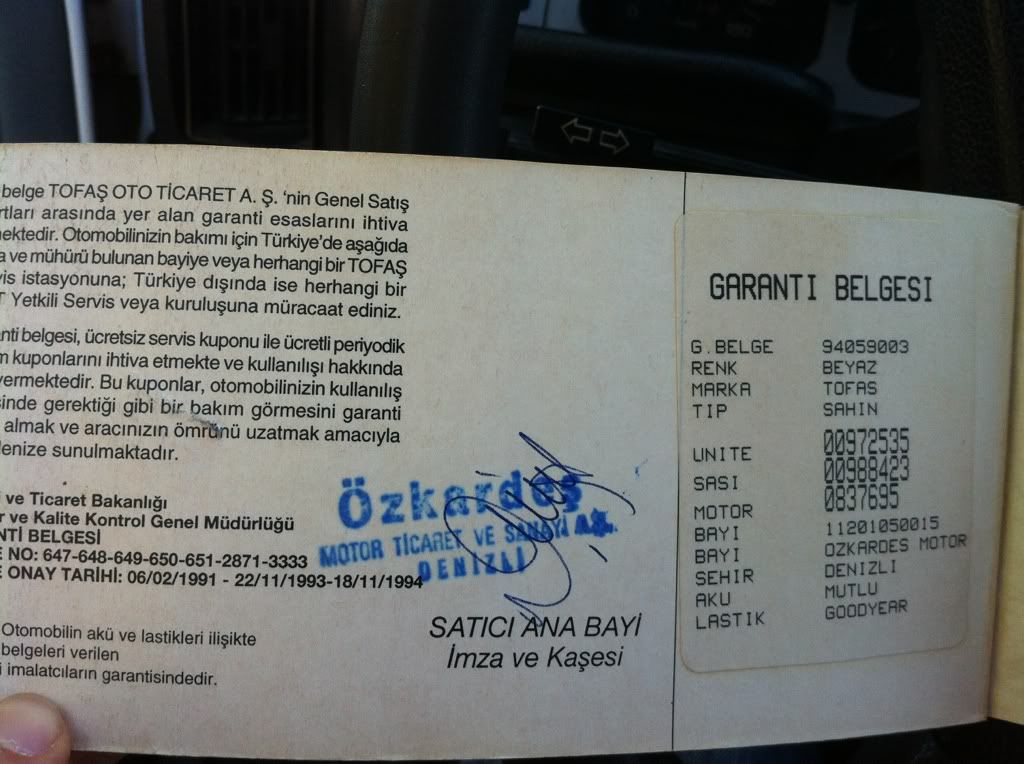 belge TOFAŞ OTO TİCARET A. Ş. 'nin Genel Satış
rtları arasında yer alan garanti esaslarını ihtiva
ektedir. Otomobilinizin bakımı için Türkiye'de aşağıda
a ve mühürü bulunan bayiye veya herhangi bir TOFAŞ
vis istasyonuna; Türkiye dışında ise herhangi bir
T Yetkili Servis veya kuruluşuna müracaat ediniz.
nti belgesi, ücretsiz servis kuponu ile ücretli periyodik
m kuponlarını ihtiva etmekte ve kullanılışı hakkında
vermektedir. Bu kuponlar, otomobilinizin kullanılış
sinde gerektiği gibi bir bakım görmesini garanti
almak ve aracınızın ömrünü uzatmak amacıyla
denize sunulmaktadır.
i ve Ticaret Bakanlığı
r ve Kalite Kontrol Genel Müdürlüğü
NTİ BELGESİ
E NO: 647-648-649-650-651-2871-3333
E ONAY TARİHİ: 06/02/1991 - 22/11/1993-18/11/1994
Otomobilin akü ve lastikleri ilişikte
belgeleri verilen
i imalatcıların garantisindedir.
Özkardeş
MOTOR TİCARET VE SANAYİ A.Ş.
DENİZLİ
SATICI ANA BAYİ
İmza ve Kaşesi
GARANTI BELGESI
G.BELGE 94059003
RENK BEYAZ
MARKA TOFAS
TIP SAHIN
UNITE 00972535
SASI 00988423
MOTOR 0837695
BAYI 11201050015
BAYI OZKARDES MOTOR
SEHIR DENIZLI
AKU MUTLU
LASTIK GOODYEAR